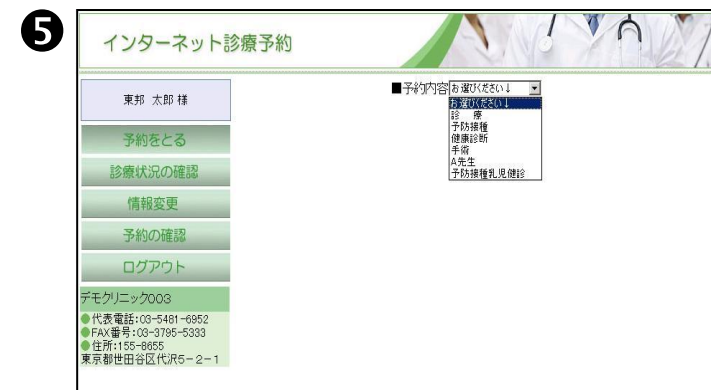 ❺
インターネット診療予約
東邦 太郎 様
予約をとる
診療状況の確認
情報変更
予約の確認
ログアウト
デモクリニック003
●代表電話:03-5481-6952
●FAX番号:03-3795-5333
●住所:155-8655
東京都世田谷区代沢5-2-1
■予約内容 お選びください↓
お選びください↓
診 療
予防接種
健康診断
手術
A先生
予防接種乳児健診